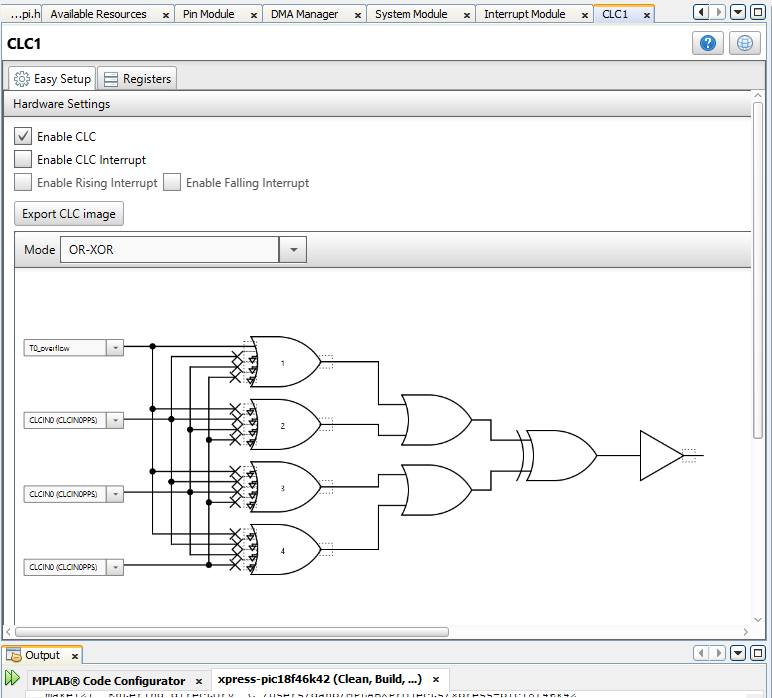 ...pi.h Available Resources x Pin Module x DMA Manager x System Module x Interrupt Module x CLC1 x
CLC1
?
Easy Setup Registers
Hardware Settings
Enable CLC
Enable CLC Interrupt
Enable Rising Interrupt Enable Falling Interrupt
Export CLC image
Mode OR-XOR
T0_overflow
1
CLCIN0 (CLCIN0PPS)
2
CLCIN0 (CLCIN0PPS)
3
4
CLCIN0 (CLCIN0PPS)
Output x
MPLAB® Code Configurator x xpress-pic18f46k42 (Clean, Build, ...) x